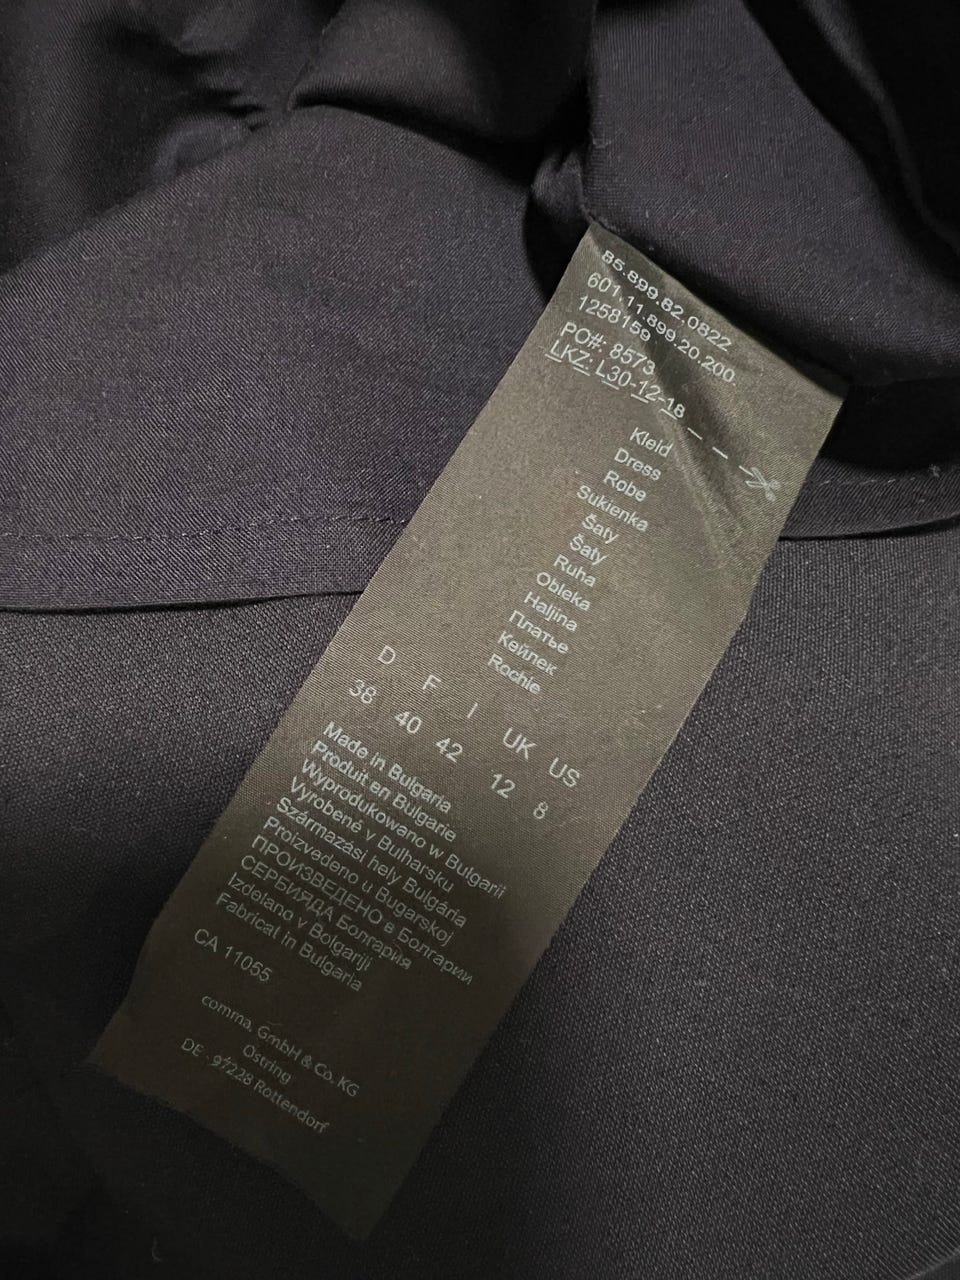 85.899.82.0822
601.11.899.20.200.
1258159
PO#: 8573
LKZ: L30-12-18
Kleid
Dress
Robe
Sukienka
Šaty
Šaty
Ruha
Obleka
Haljina
Платье
Кейлек
Rochie
D F I UK US
38 40 42 12 8
Made in Bulgaria
Produit en Bulgarie
Wyprodukowano w Bulgarii
Vyrobené v Bulharsku
Származási hely Bulgária
Proizvedeno u Bugarskoj
ПРОИЗВЕДЕНО в Болгарии
СЕРБИЯДА Болгария
Izdelano v Bolgariji
Fabricat in Bulgaria
CA 11055
comma, GmbH & Co. KG
Ostring
DE - 97228 Rottendorf